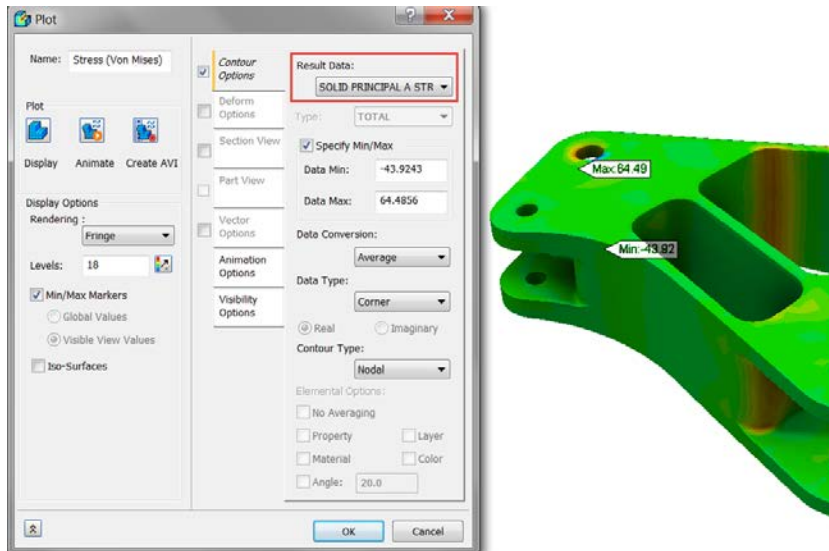 Plot
Name: Stress (Von Mises)
Plot
Display Animate Create AVI
Display Options
Rendering :
Fringe
Levels: 18
Min/Max Markers
Global Values
Visible View Values
Iso-Surfaces
Contour Options
Deform Options
Section View
Part View
Vector Options
Animation Options
Visibility Options
Result Data:
SOLID PRINCIPAL A STR
Type: TOTAL
Specify Min/Max
Data Min: -43.9243
Data Max: 64.4856
Data Conversion:
Average
Data Type:
Corner
Real Imaginary
Contour Type:
Nodal
Elemental Options:
No Averaging
Property Layer
Material Color
Angle: 20.0
OK Cancel
Max:64.49
Min:-43.92